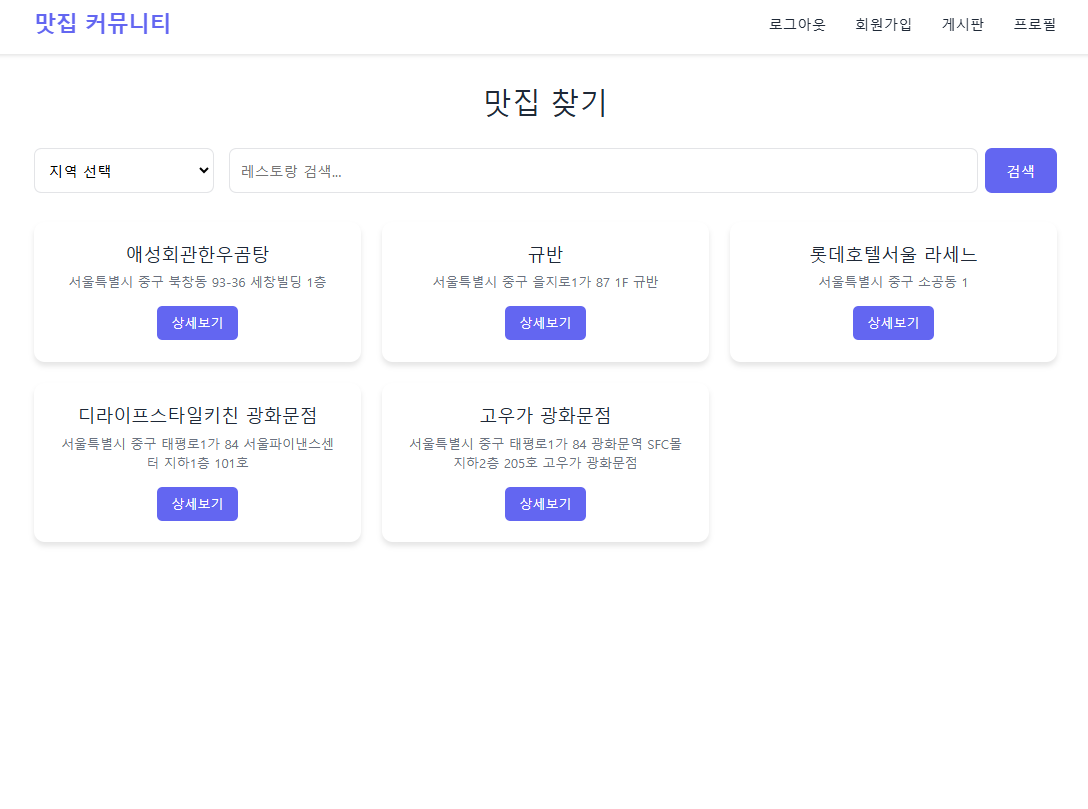 맛집 커뮤니티
로그아웃 회원가입 게시판 프로필
맛집 찾기
지역 선택 레스토랑 검색... 검색
애성회관한우곰탕
서울특별시 중구 북창동 93-36 세창빌딩 1층
상세보기
규반
서울특별시 중구 을지로1가 87 1F 규반
상세보기
롯데호텔서울 라세느
서울특별시 중구 소공동 1
상세보기
디라이프스타일키친 광화문점
서울특별시 중구 태평로1가 84 서울파이낸스센
터 지하1층 101호
상세보기
고우가 광화문점
서울특별시 중구 태평로1가 84 광화문역 SFC몰
지하2층 205호 고우가 광화문점
상세보기